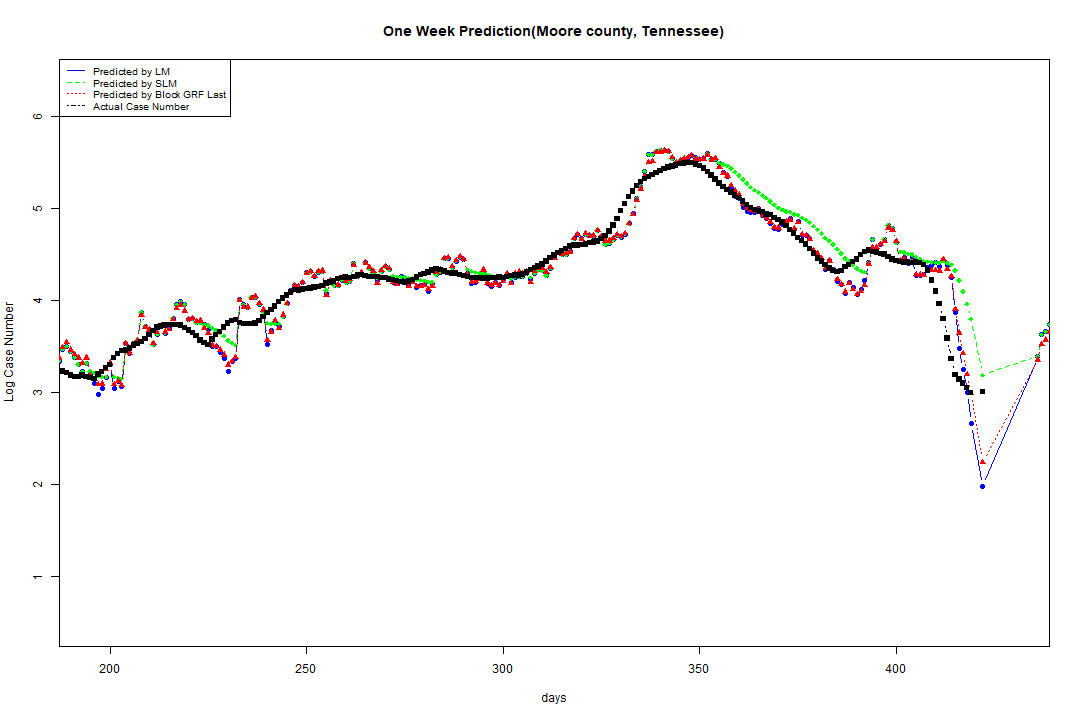 One Week Prediction(Moore county, Tennessee)
Predicted by LM
Predicted by SLM
Predicted by Block GRF Last
Actual Case Number
6
5
4
3
2
1
Log Case Number
200 250 300 350 400
days